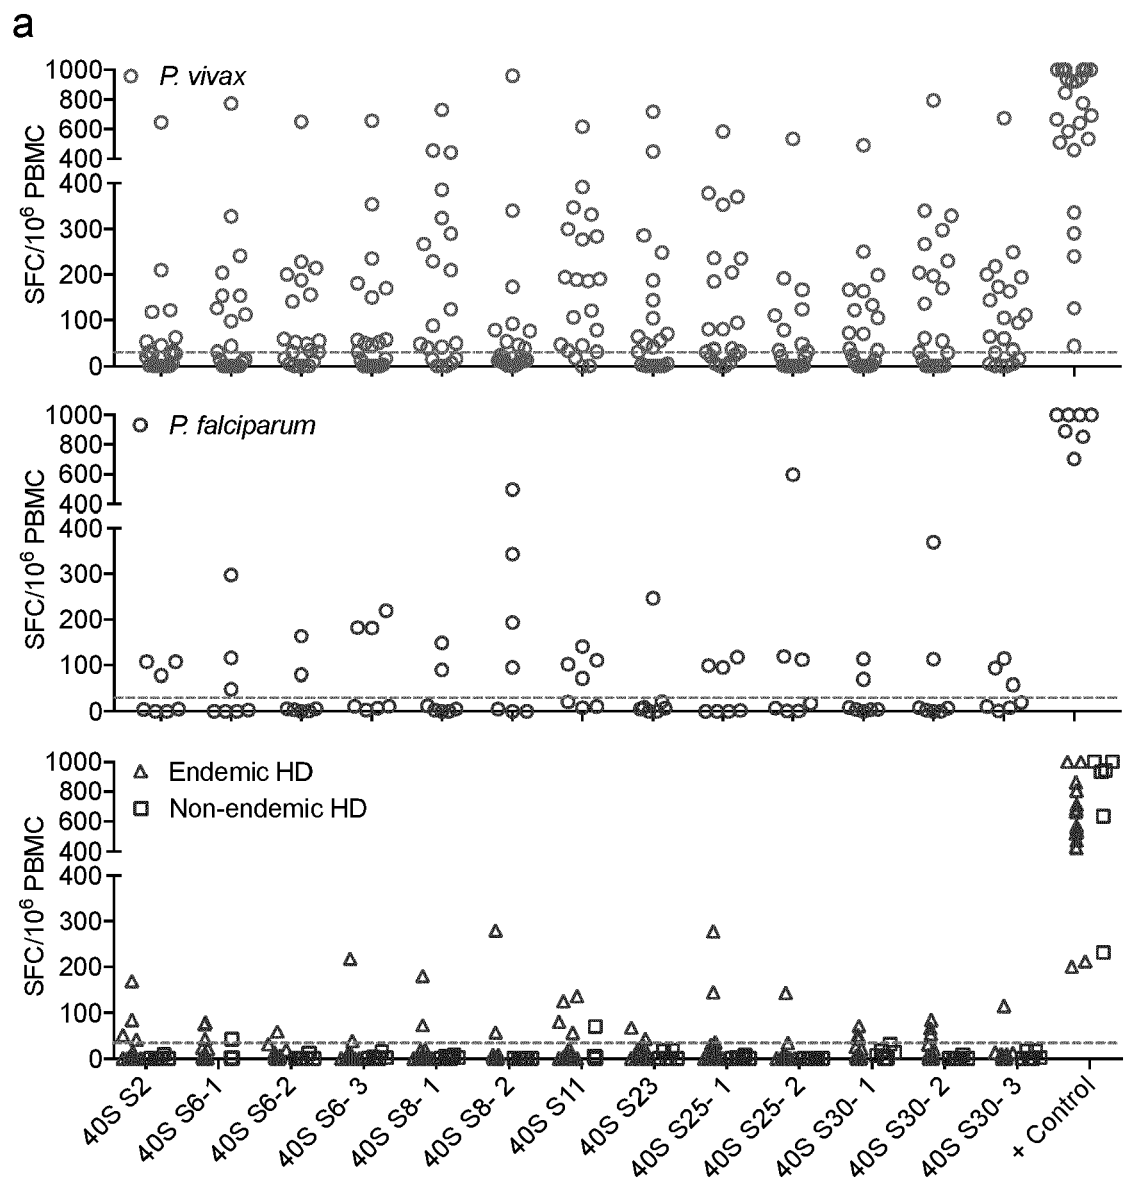 a
P. vivax
1000
800
600
400
400
300
200
100
0
SFC/10⁶ PBMC
P. falciparum
1000
800
600
400
400
300
200
100
0
SFC/10⁶ PBMC
Endemic HD
Non-endemic HD
1000
800
600
400
400
300
200
100
0
SFC/10⁶ PBMC
40S S2
40S S6-1
40S S6-2
40S S6- 3
40S S8- 1
40S S8- 2
40S S11
40S S23
40S S25- 1
40S S25- 2
40S S30-1
40S S30- 2
40S S30- 3
+ Control